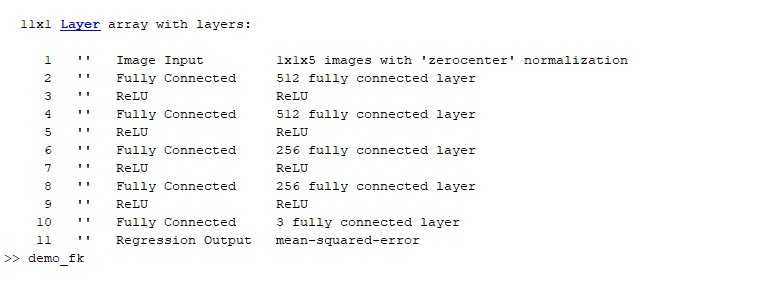 11x1 Layer array with layers:
1 '' Image Input 1x1x5 images with 'zerocenter' normalization
2 '' Fully Connected 512 fully connected layer
3 '' ReLU ReLU
4 '' Fully Connected 512 fully connected layer
5 '' ReLU ReLU
6 '' Fully Connected 256 fully connected layer
7 '' ReLU ReLU
8 '' Fully Connected 256 fully connected layer
9 '' ReLU ReLU
10 '' Fully Connected 3 fully connected layer
11 '' Regression Output mean-squared-error
>> demo_fk